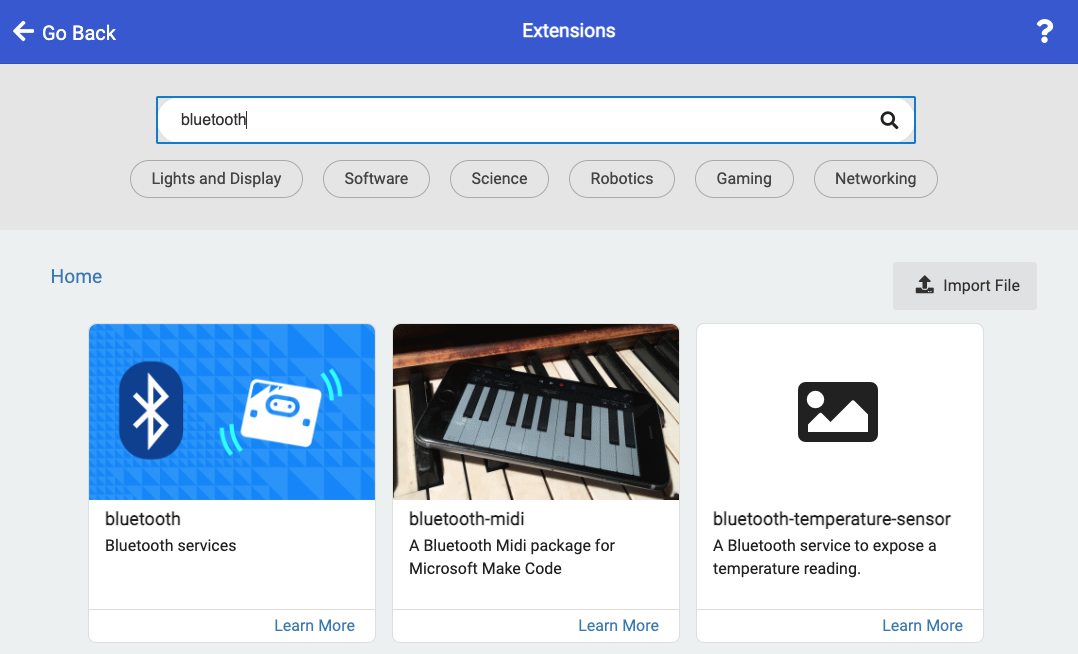 Go Back
Extensions
?
bluetooth
Lights and Display
Software
Science
Robotics
Gaming
Networking
Home
Import File
bluetooth
Bluetooth services
Learn More
bluetooth-midi
A Bluetooth Midi package for
Microsoft Make Code
Learn More
bluetooth-temperature-sensor
A Bluetooth service to expose a
temperature reading.
Learn More